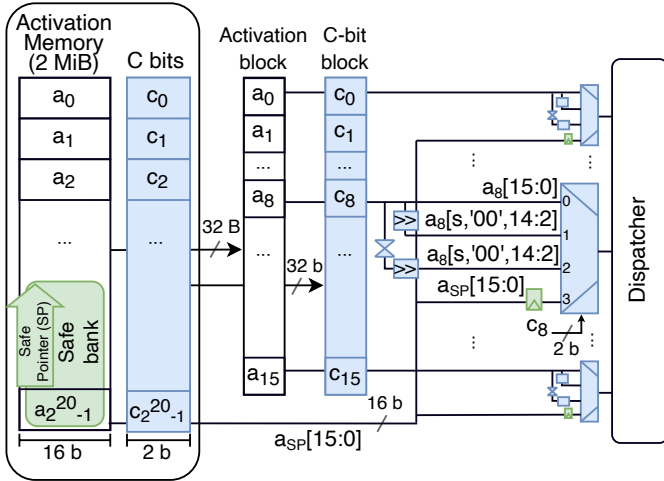 Activation
Memory
(2 MiB)
C bits
a0
c0
a1
c1
a2
c2
...
...
Safe
Pointer (SP)
Safe
bank
a2^20-1
c2^20-1
16 b
2 b
Activation
block
C-bit
block
a0
c0
a1
c1
...
...
a8
c8
32 B
...
32 b
...
a15
c15
16 b
aSP[15:0]
...
...
a8[15:0]
0
>>
a8[s,'00',14:2]
1
>>
a8[s,'00',14:2]
2
aSP[15:0]
3
c8
2 b
...
...
Dispatcher